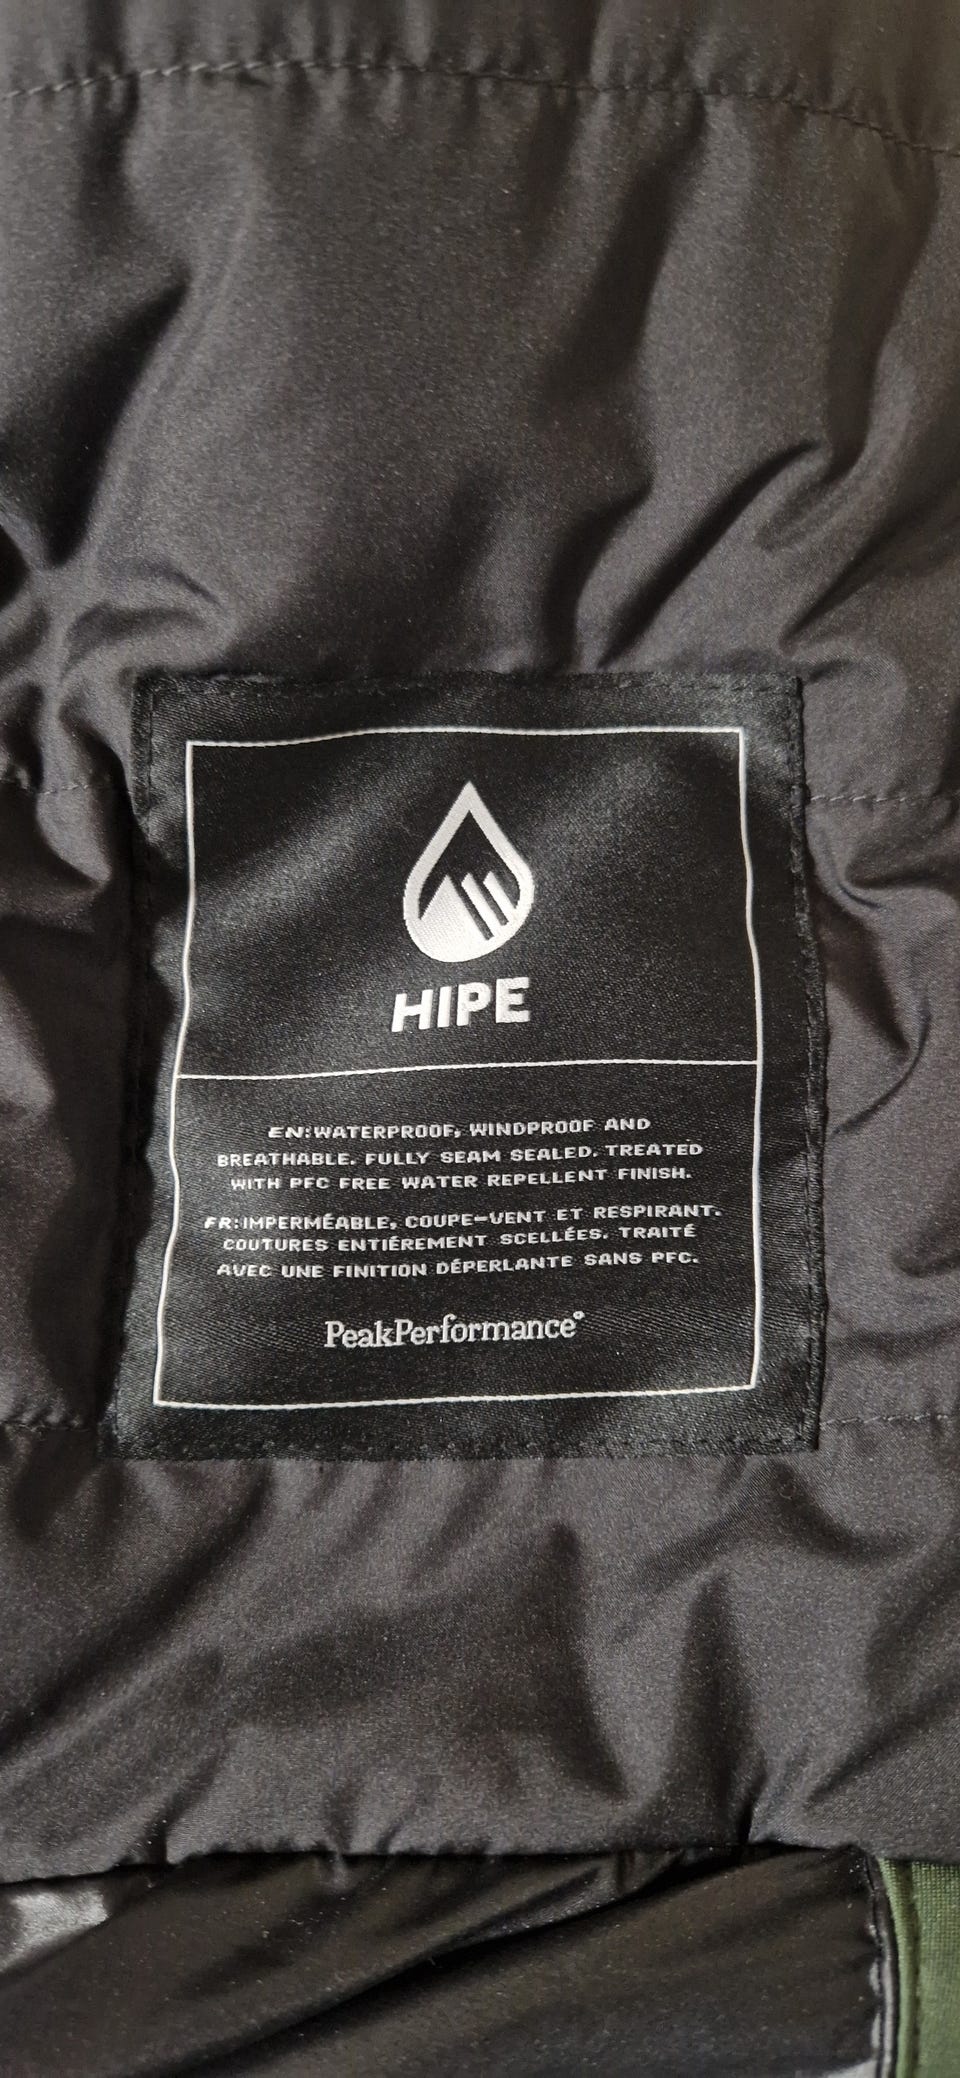 HIPE
EN:WATERPROOF, WINDPROOF AND
BREATHABLE. FULLY SEAM SEALED. TREATED
WITH PFC FREE WATER REPELLENT FINISH.
FR:IMPERMÉABLE, COUPE-VENT ET RESPIRANT.
COUTURES ENTIÉREMENT SCELLÉES. TRAITÉ
AVEC UNE FINITION DÉPERLANTE SANS PFC.
PeakPerformance°